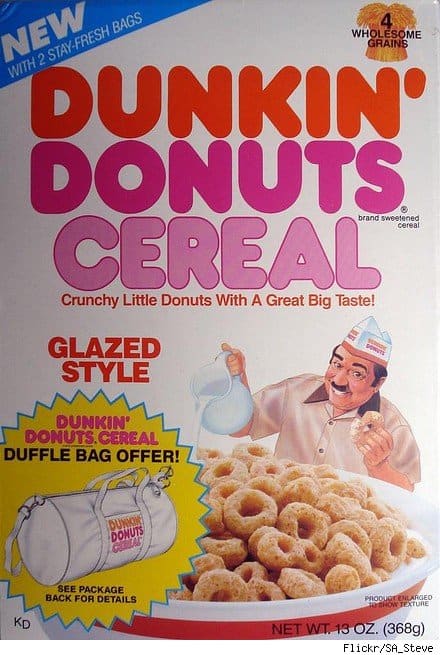 NEW
WITH 2 STAY-FRESH BAGS
4
WHOLESOME
GRAINS
DUNKIN'
DONUTS
®
brand sweetened
cereal
CEREAL
Crunchy Little Donuts With A Great Big Taste!
GLAZED
STYLE
DUNKIN'
DONUTS
DUNKIN'
DONUTS CEREAL
DUFFLE BAG OFFER!
DUNKIN'
DONUTS
CEREAL
SEE PACKAGE
BACK FOR DETAILS
KD
PRODUCT ENLARGED
TO SHOW TEXTURE
NET WT. 13 OZ. (368g)
Flickr/SA_Steve